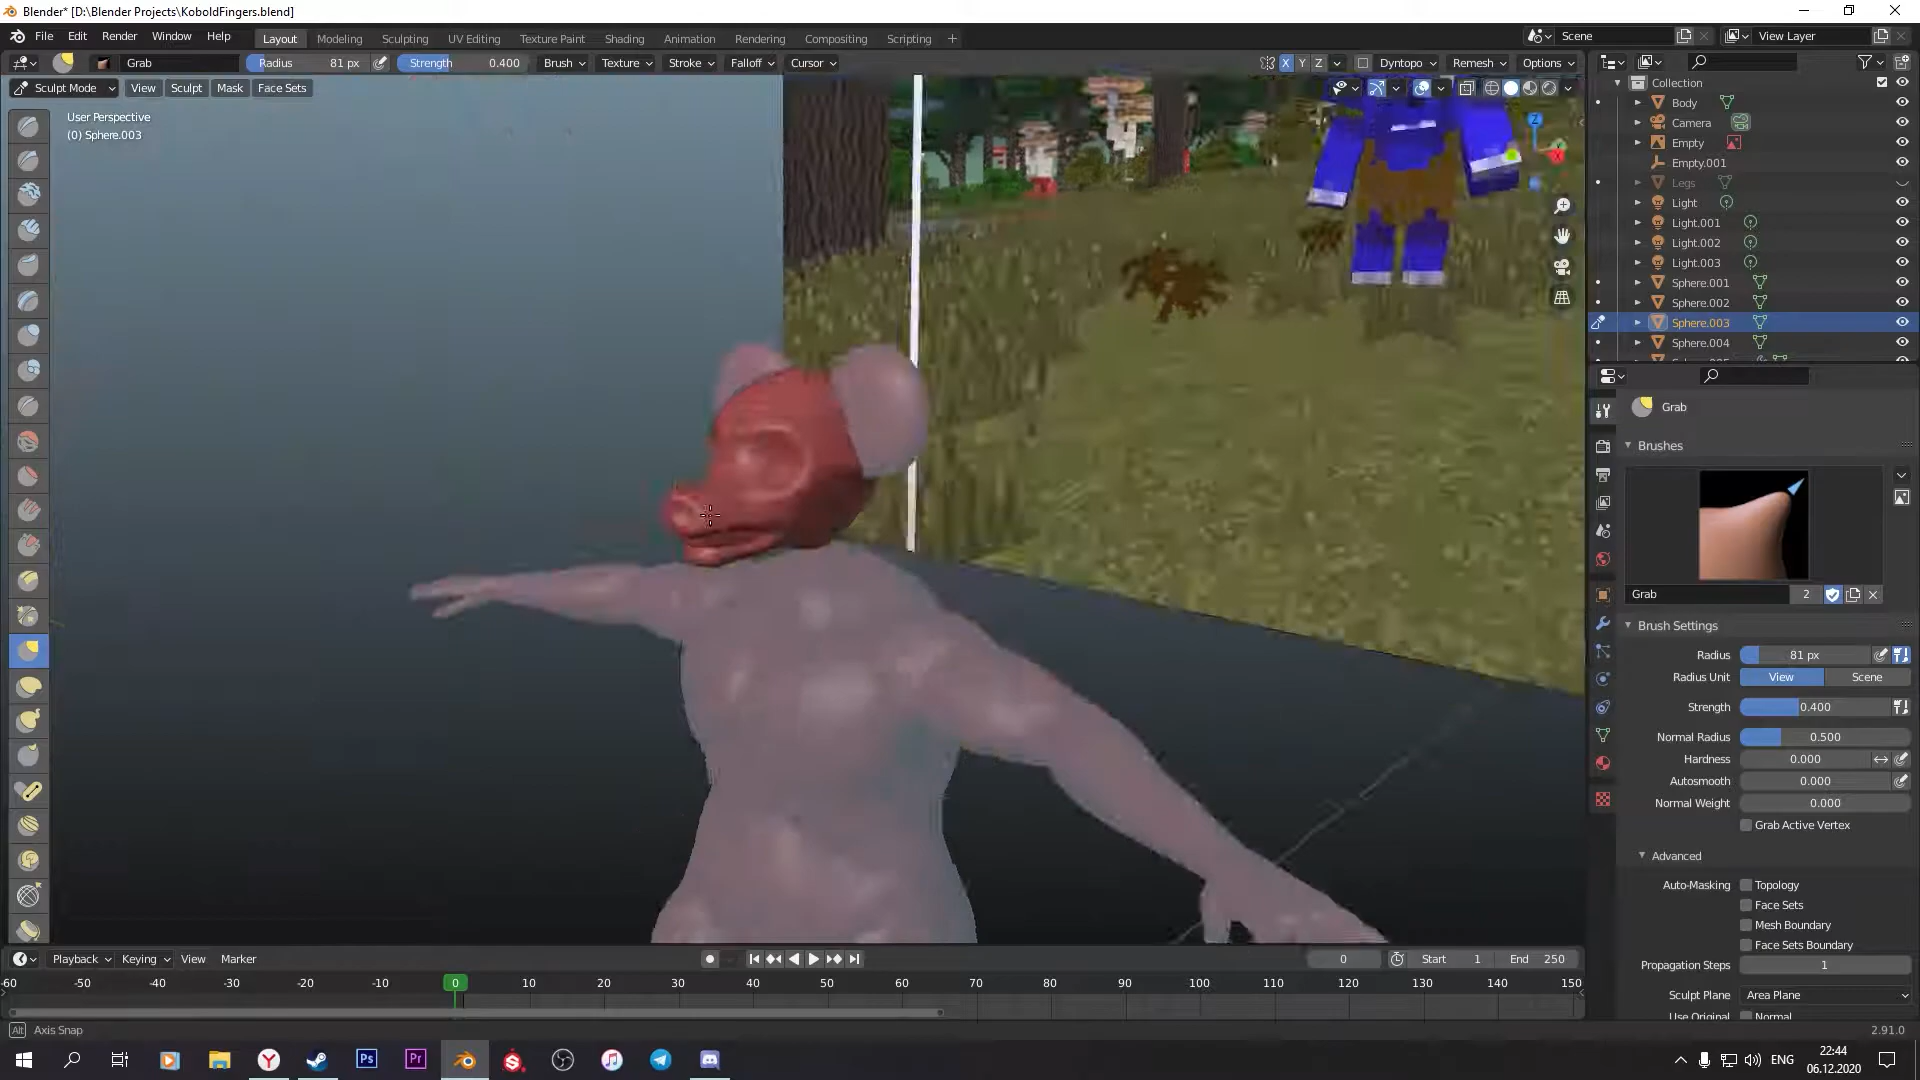 Blender* [D:\Blender Projects\KoboldFingers.blend]
File Edit Render Window Help Layout Modeling Sculpting UV Editing Texture Paint Shading Animation Rendering Compositing Scripting + Scene View Layer
Grab Radius 81 px Strength 0.400 Brush Texture Stroke Falloff Cursor X Y Z Dyntopo Remesh Options
Sculpt Mode View Sculpt Mask Face Sets
User Perspective
(0) Sphere.003
Z
X
Collection
Body
Camera
Empty
Empty.001
Legs
Light
Light.001
Light.002
Light.003
Sphere.001
Sphere.002
Sphere.003
Sphere.004
Grab
Brushes
Grab 2
Brush Settings
Radius 81 px
Radius Unit View Scene
Strength 0.400
Normal Radius 0.500
Hardness 0.000
Autosmooth 0.000
Normal Weight 0.000
Grab Active Vertex
Advanced
Auto-Masking Topology
Face Sets
Mesh Boundary
Face Sets Boundary
Propagation Steps 1
Sculpt Plane Area Plane
Use Original Normal
Playback Keying View Marker 0 Start 1 End 250
-60 -50 -40 -30 -20 -10 0 10 20 30 40 50 60 70 80 90 100 110 120 130 140 150
Alt Axis Snap 2.91.0
Ps Pr ENG 22:44
06.12.2020